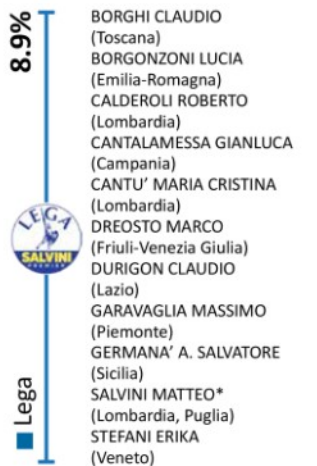 8.9%
BORGHI CLAUDIO
(Toscana)
BORGONZONI LUCIA
(Emilia-Romagna)
CALDEROLI ROBERTO
(Lombardia)
CANTALAMESSA GIANLUCA
(Campania)
CANTU’ MARIA CRISTINA
(Lombardia)
DREOSTO MARCO
(Friuli-Venezia Giulia)
DURIGON CLAUDIO
(Lazio)
GARAVAGLIA MASSIMO
(Piemonte)
GERMANA’ A. SALVATORE
(Sicilia)
SALVINI MATTEO*
(Lombardia, Puglia)
STEFANI ERIKA
(Veneto)
LEGA
SALVINI
PREMIER
Lega